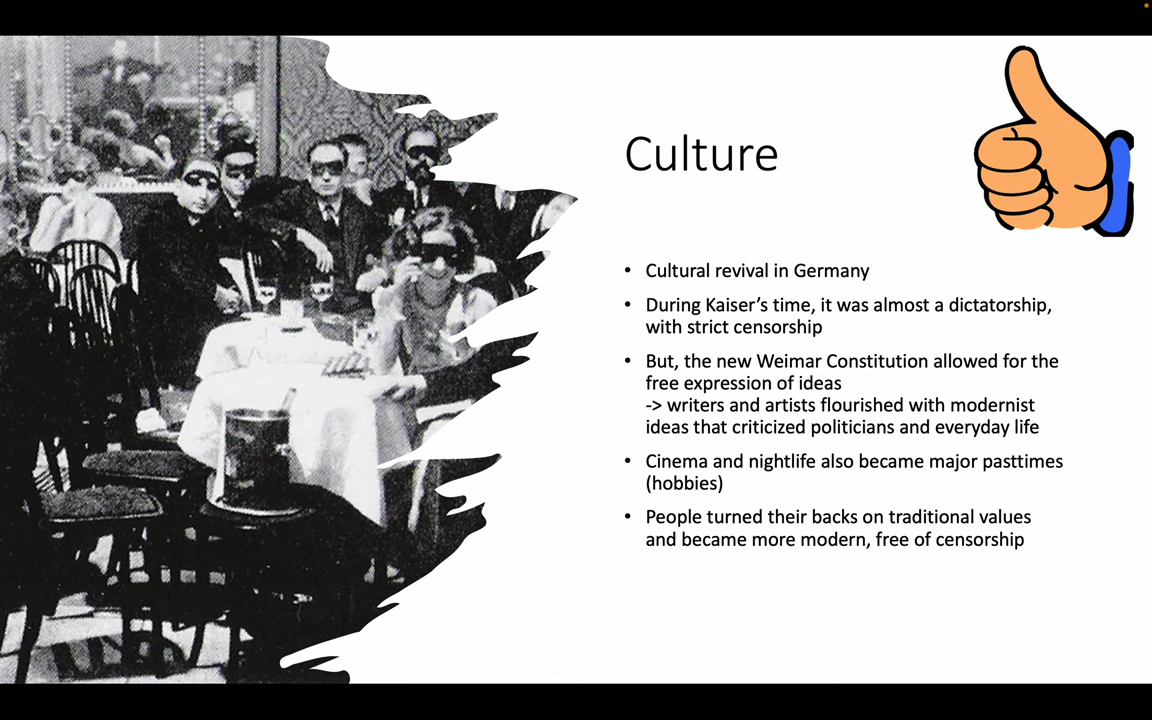 Culture
• Cultural revival in Germany
• During Kaiser’s time, it was almost a dictatorship,
with strict censorship
• But, the new Weimar Constitution allowed for the
free expression of ideas
-> writers and artists flourished with modernist
ideas that criticized politicians and everyday life
• Cinema and nightlife also became major pasttimes
(hobbies)
• People turned their backs on traditional values
and became more modern, free of censorship